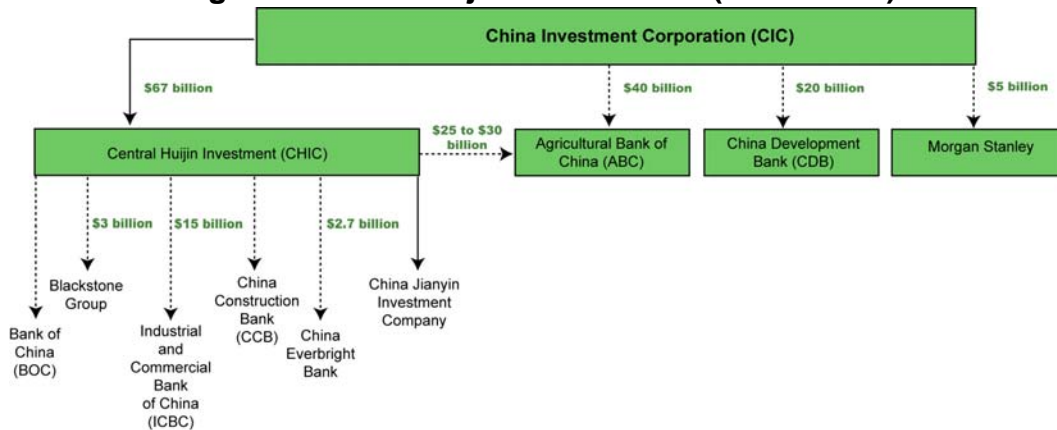 China Investment Corporation (CIC)
$67 billion
$40 billion
$20 billion
$5 billion
Central Huijin Investment (CHIC)
$25 to $30
billion
Agricultural Bank of
China (ABC)
China Development
Bank (CDB)
Morgan Stanley
$3 billion
$15 billion
$2.7 billion
Bank of
China
(BOC)
Blackstone
Group
Industrial
and
Commercial
Bank
of China
(ICBC)
China
Construction
Bank
(CCB)
China
Everbright
Bank
China Jianyin
Investment
Company